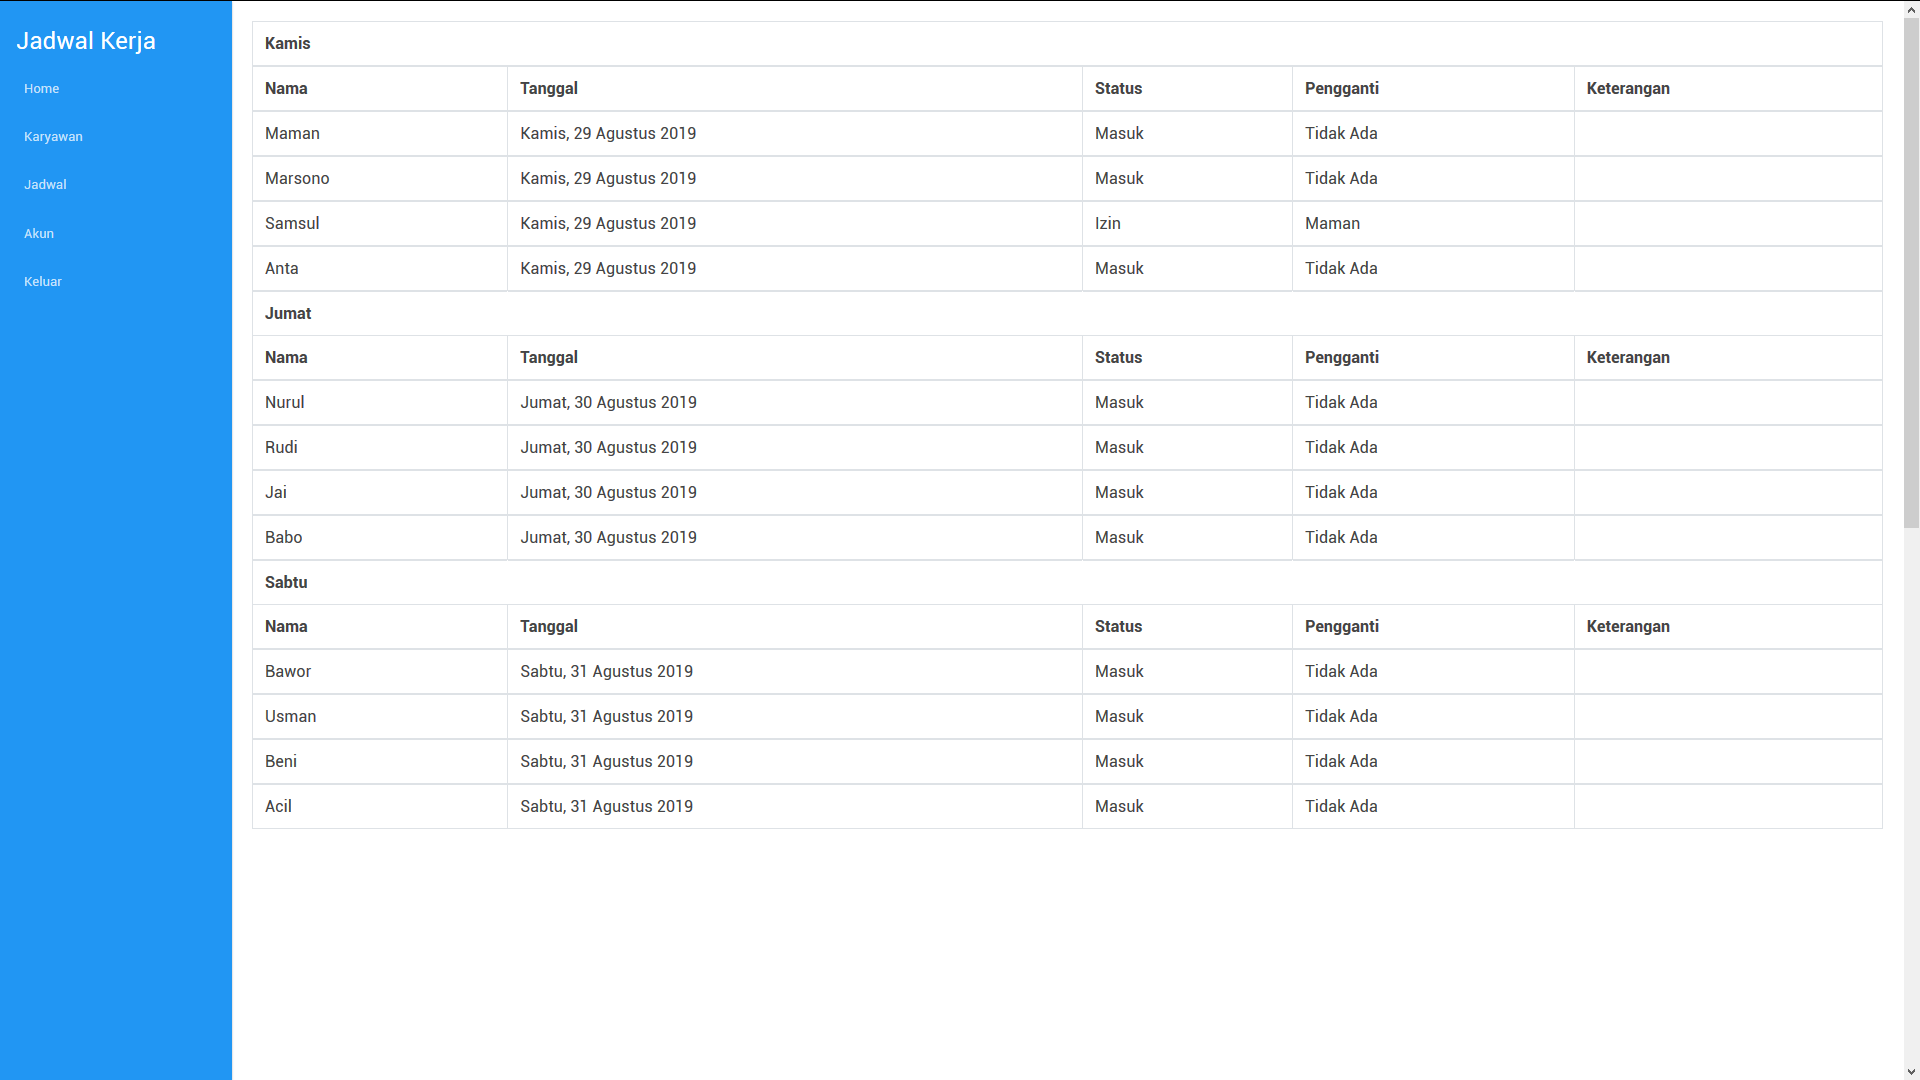 Jadwal Kerja
Home
Karyawan
Jadwal
Akun
Keluar
Kamis
Nama Tanggal Status Pengganti Keterangan
Maman Kamis, 29 Agustus 2019 Masuk Tidak Ada
Marsono Kamis, 29 Agustus 2019 Masuk Tidak Ada
Samsul Kamis, 29 Agustus 2019 Izin Maman
Anta Kamis, 29 Agustus 2019 Masuk Tidak Ada
Jumat
Nama Tanggal Status Pengganti Keterangan
Nurul Jumat, 30 Agustus 2019 Masuk Tidak Ada
Rudi Jumat, 30 Agustus 2019 Masuk Tidak Ada
Jai Jumat, 30 Agustus 2019 Masuk Tidak Ada
Babo Jumat, 30 Agustus 2019 Masuk Tidak Ada
Sabtu
Nama Tanggal Status Pengganti Keterangan
Bawor Sabtu, 31 Agustus 2019 Masuk Tidak Ada
Usman Sabtu, 31 Agustus 2019 Masuk Tidak Ada
Beni Sabtu, 31 Agustus 2019 Masuk Tidak Ada
Acil Sabtu, 31 Agustus 2019 Masuk Tidak Ada